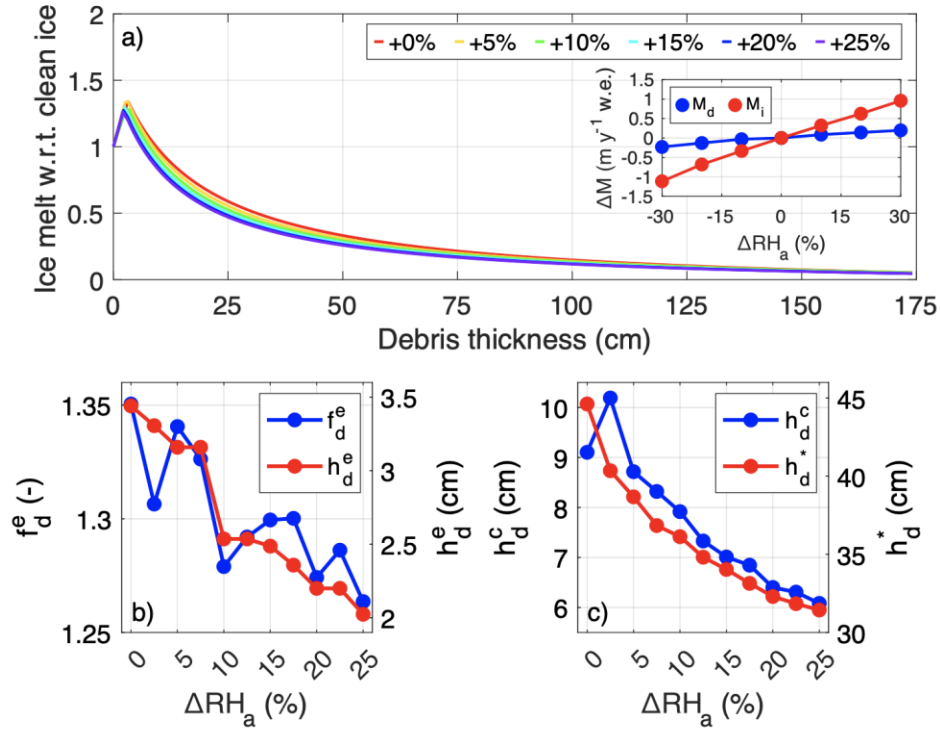 a)
+0% +5% +10% +15% +20% +25%
Ice melt w.r.t. clean ice
2
1.5
1
0.5
0
0 25 50 75 100 125 150 175
Debris thickness (cm)
M_d M_i
ΔM (m y⁻¹ w.e.)
1.5
1
0.5
0
-0.5
-1
-1.5
-30 -15 0 15 30
ΔRH_a (%)
b)
f_d^e
h_d^e
f_d^e (-)
1.35
1.3
1.25
h_d^e (cm)
3.5
3
2.5
2
0 5 10 15 20 25
ΔRH_a (%)
c)
h_d^c
h_d^*
h_d^c (cm)
10
9
8
7
6
h_d^* (cm)
45
40
35
30
0 5 10 15 20 25
ΔRH_a (%)